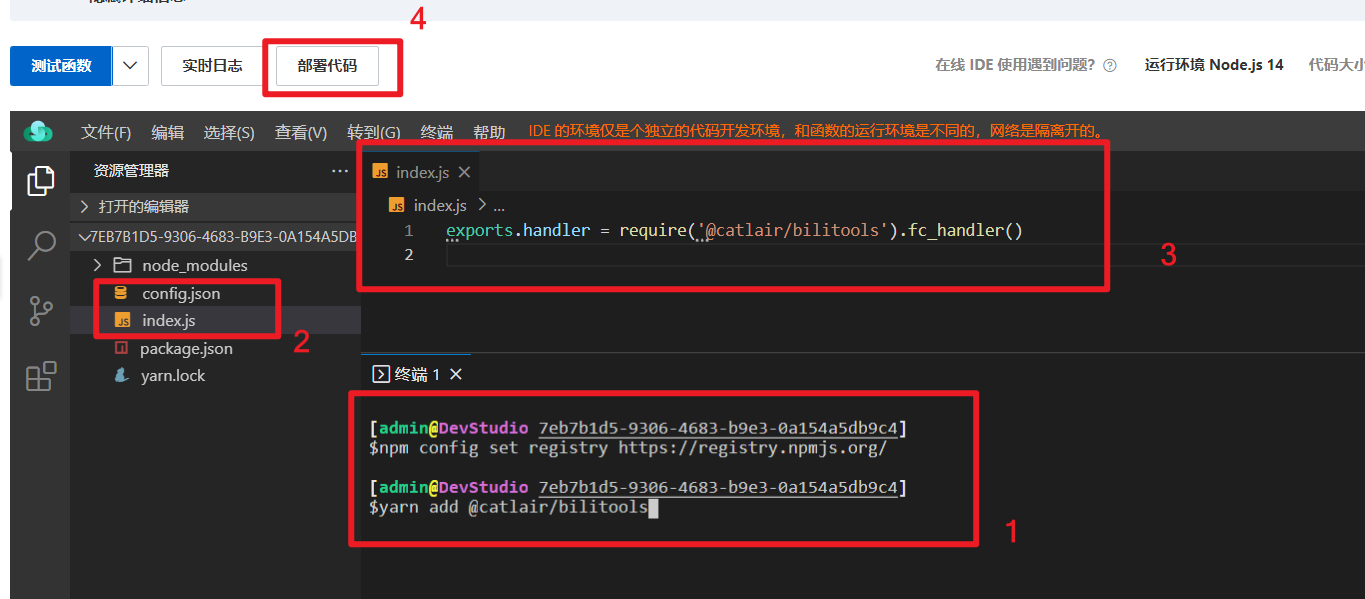 4
测试函数 实时日志 部署代码 在线 IDE 使用遇到问题? 运行环境 Node.js 14 代码大
文件(F) 编辑 选择(S) 查看(V) 转到(G) 终端 帮助 IDE 的环境仅是个独立的代码开发环境，和函数的运行环境是不同的，网络是隔离开的。
资源管理器 ...
打开的编辑器
7EB7B1D5-9306-4683-B9E3-0A154A5DB
node_modules
config.json
index.js
2
package.json
yarn.lock
JS index.js
JS index.js > ...
1 exports.handler = require('@catlair/bilitools').fc_handler()
2
3
终端 1
[admin@DevStudio 7eb7b1d5-9306-4683-b9e3-0a154a5db9c4]
$npm config set registry https://registry.npmjs.org/
[admin@DevStudio 7eb7b1d5-9306-4683-b9e3-0a154a5db9c4]
$yarn add @catlair/bilitools
1